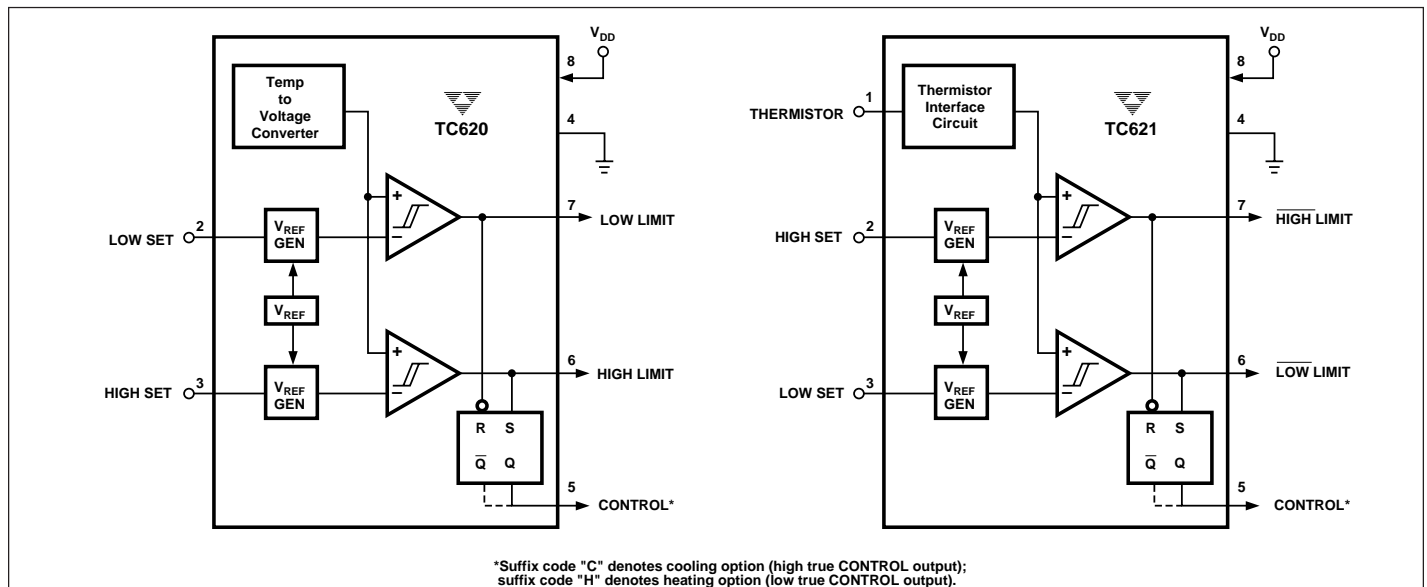 V_DD
8
Temp
to
Voltage
Converter
TC620
4
+
–
7
LOW LIMIT
2
LOW SET
V_REF
GEN
V_REF
+
–
6
HIGH LIMIT
3
HIGH SET
V_REF
GEN
R S
Q̅ Q
5
CONTROL*
V_DD
8
1
THERMISTOR
Thermistor
Interface
Circuit
TC621
4
+
–
7
H̅I̅G̅H̅ LIMIT
2
HIGH SET
V_REF
GEN
V_REF
+
–
6
L̅O̅W̅ LIMIT
3
LOW SET
V_REF
GEN
R S
Q̅ Q
5
CONTROL*
*Suffix code "C" denotes cooling option (high true CONTROL output);
suffix code "H" denotes heating option (low true CONTROL output).